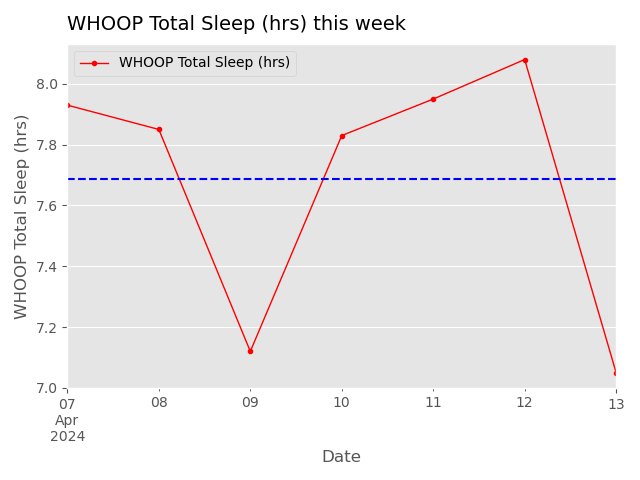 WHOOP Total Sleep (hrs) this week
WHOOP Total Sleep (hrs)
WHOOP Total Sleep (hrs)
8.0
7.8
7.6
7.4
7.2
7.0
07 08 09 10 11 12 13
Apr
2024
Date